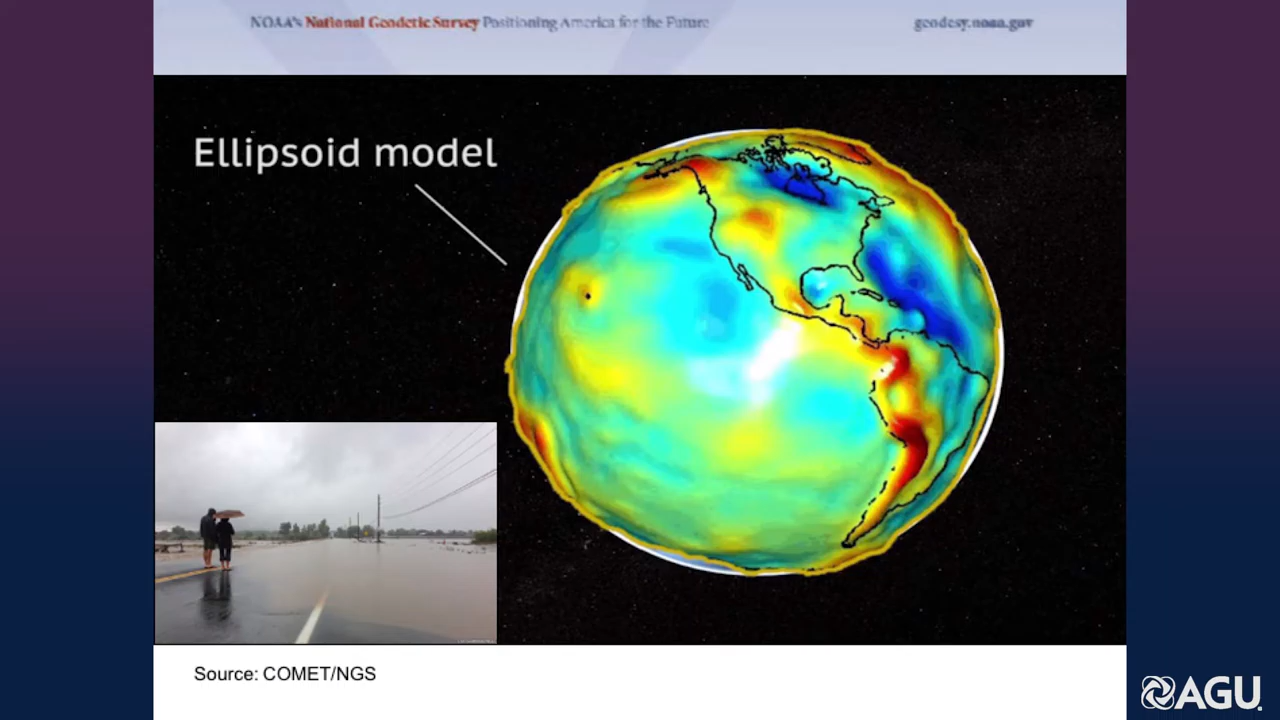 NOAA's National Geodetic Survey Positioning America for the Future
geodesy.noaa.gov
Ellipsoid model
Source: COMET/NGS
AGU